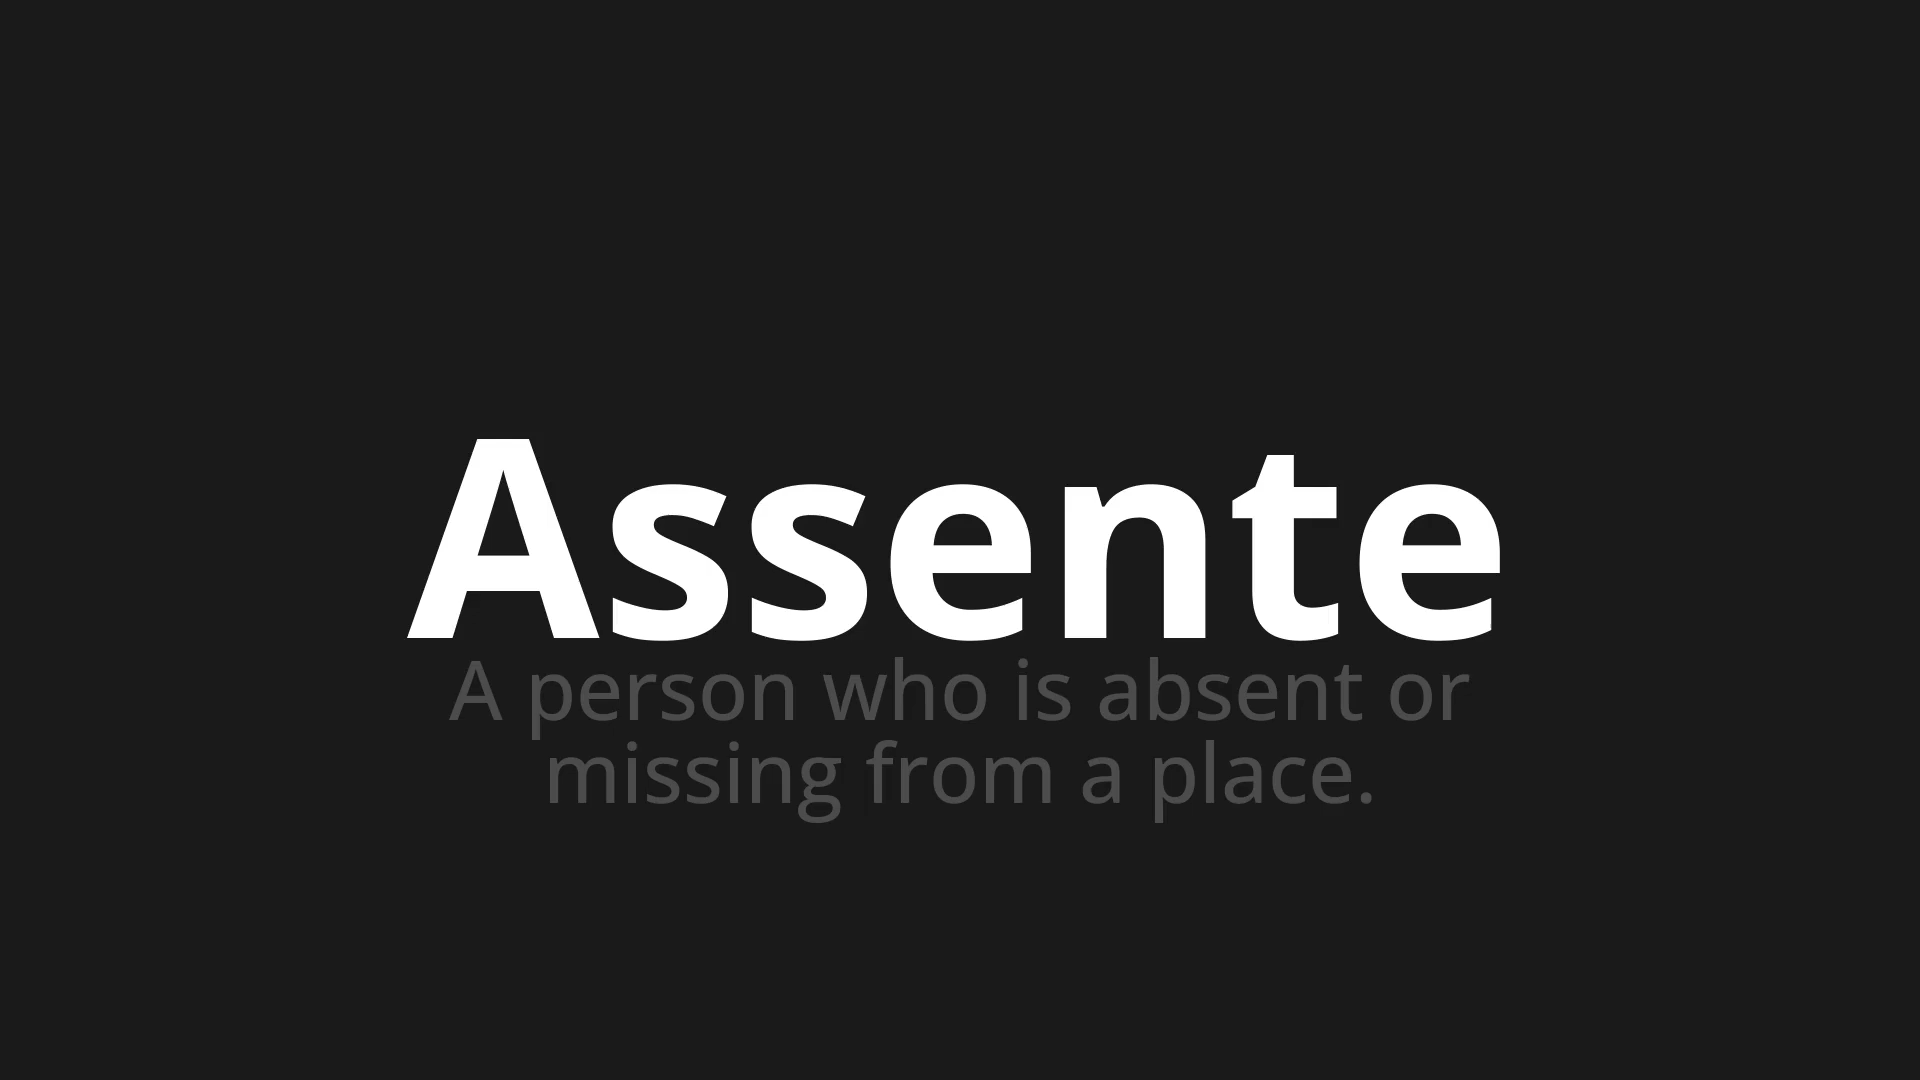 Assente
A person who is absent or
missing from a place.